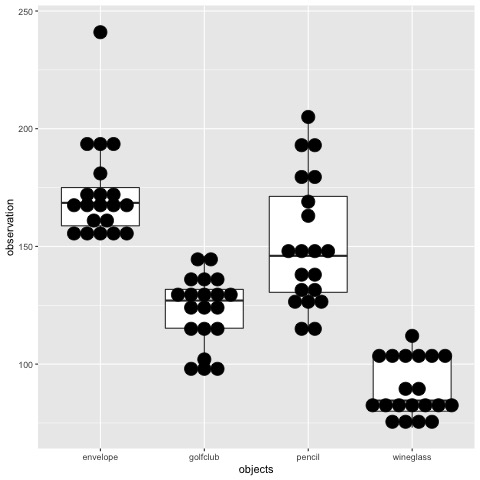 250
200
150
100
observation
envelope golfclub pencil wineglass
objects